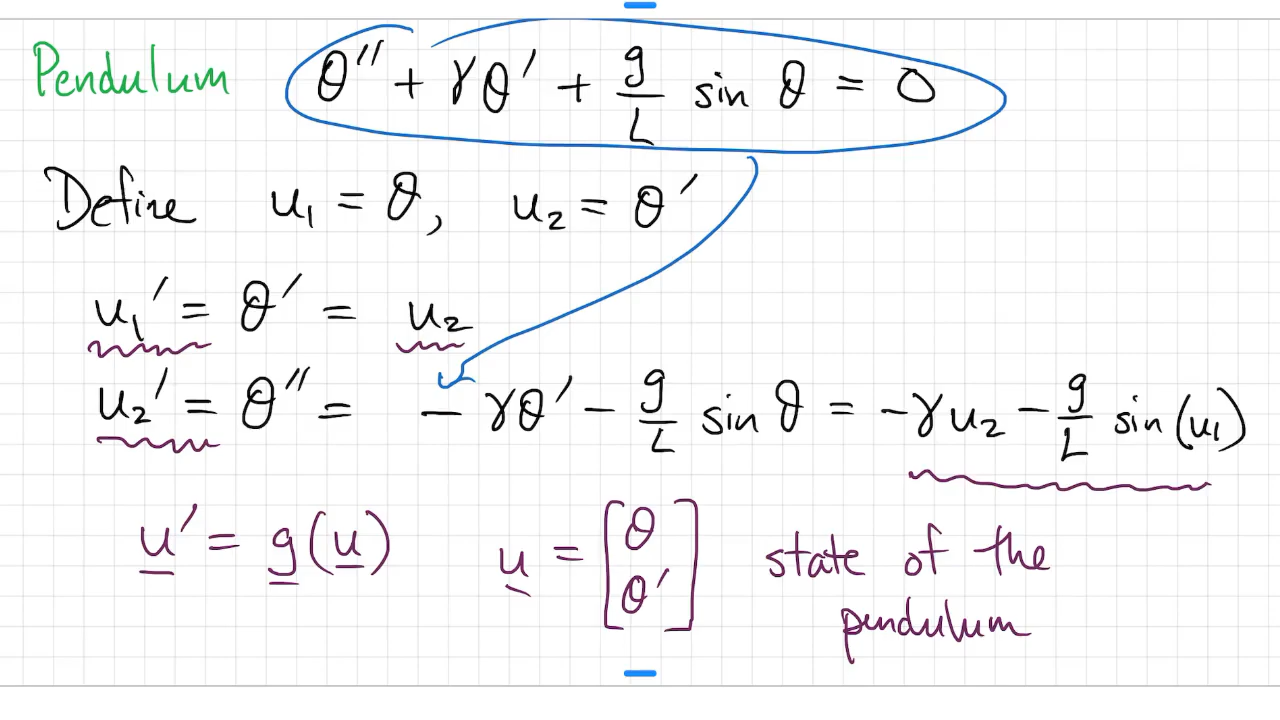 Pendulum θ'' + γθ' + g/L sin θ = 0
Define u₁ = θ, u₂ = θ'
u₁' = θ' = u₂
u₂' = θ'' = - γθ' - g/L sin θ = -γu₂ - g/L sin(u₁)
u' = g(u) u = [θ θ'] state of the
pendulum